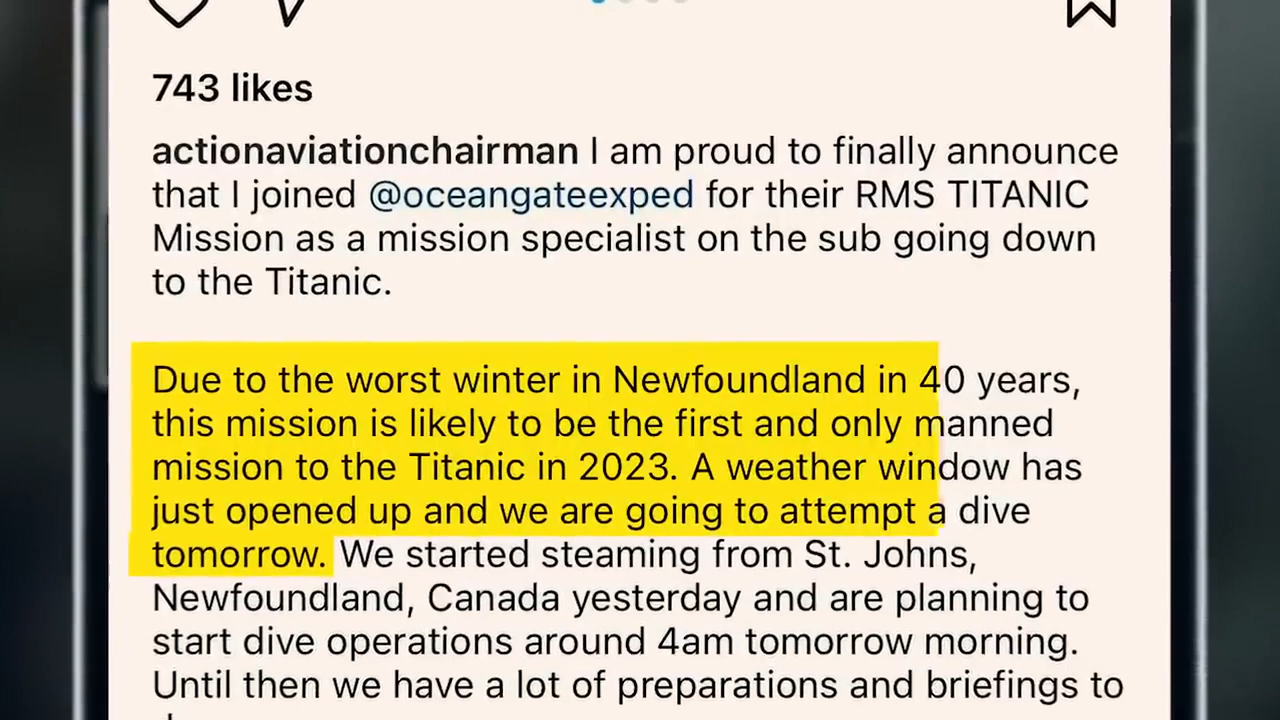 743 likes
actionaviationchairman I am proud to finally announce
that I joined @oceangateexped for their RMS TITANIC
Mission as a mission specialist on the sub going down
to the Titanic.
Due to the worst winter in Newfoundland in 40 years,
this mission is likely to be the first and only manned
mission to the Titanic in 2023. A weather window has
just opened up and we are going to attempt a dive
tomorrow. We started steaming from St. Johns,
Newfoundland, Canada yesterday and are planning to
start dive operations around 4am tomorrow morning.
Until then we have a lot of preparations and briefings to